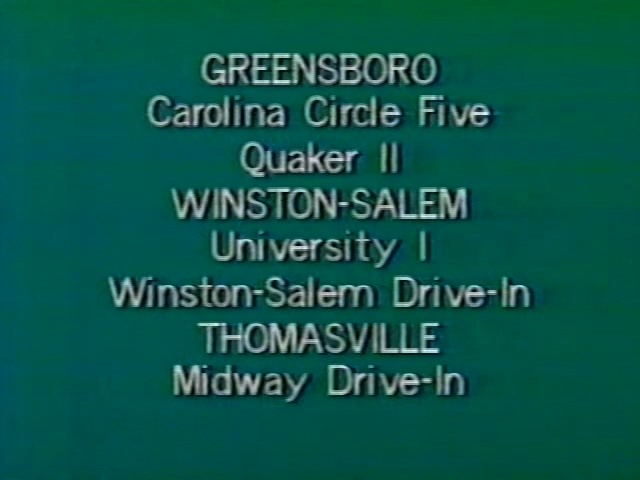 GREENSBORO
Carolina Circle Five
Quaker II
WINSTON-SALEM
University I
Winston-Salem Drive-In
THOMASVILLE
Midway Drive-In